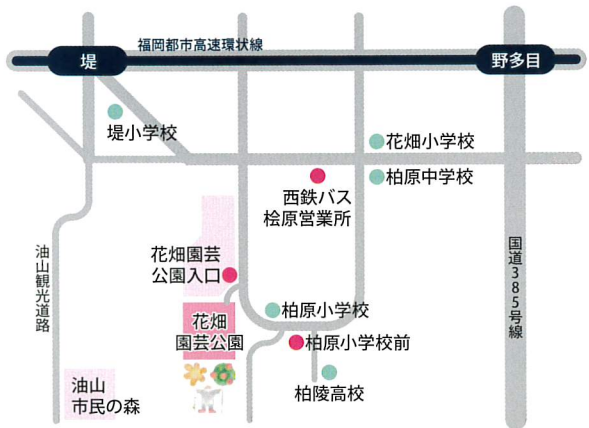 福岡都市高速環状線
堤
野多目
堤小学校
花畑小学校
柏原中学校
西鉄バス
桧原営業所
花畑園芸
公園入口
油山観光道路
国道385号線
柏原小学校
花畑
園芸公園
柏原小学校前
柏陵高校
油山
市民の森